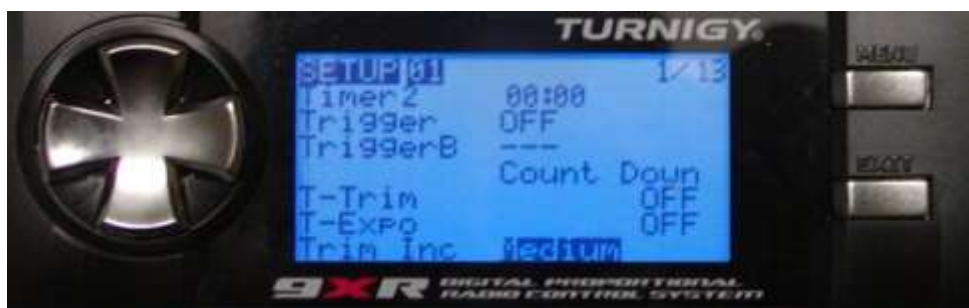 TURNIGY.
MENU
SETUP 01 1/13
Timer2 00:00
Trigger OFF
TriggerB ---
Count Down
T-Trim OFF
T-Expo OFF
Trim Inc Medium
EXIT
9XR DIGITAL PROPORTIONAL
RADIO CONTROL SYSTEM